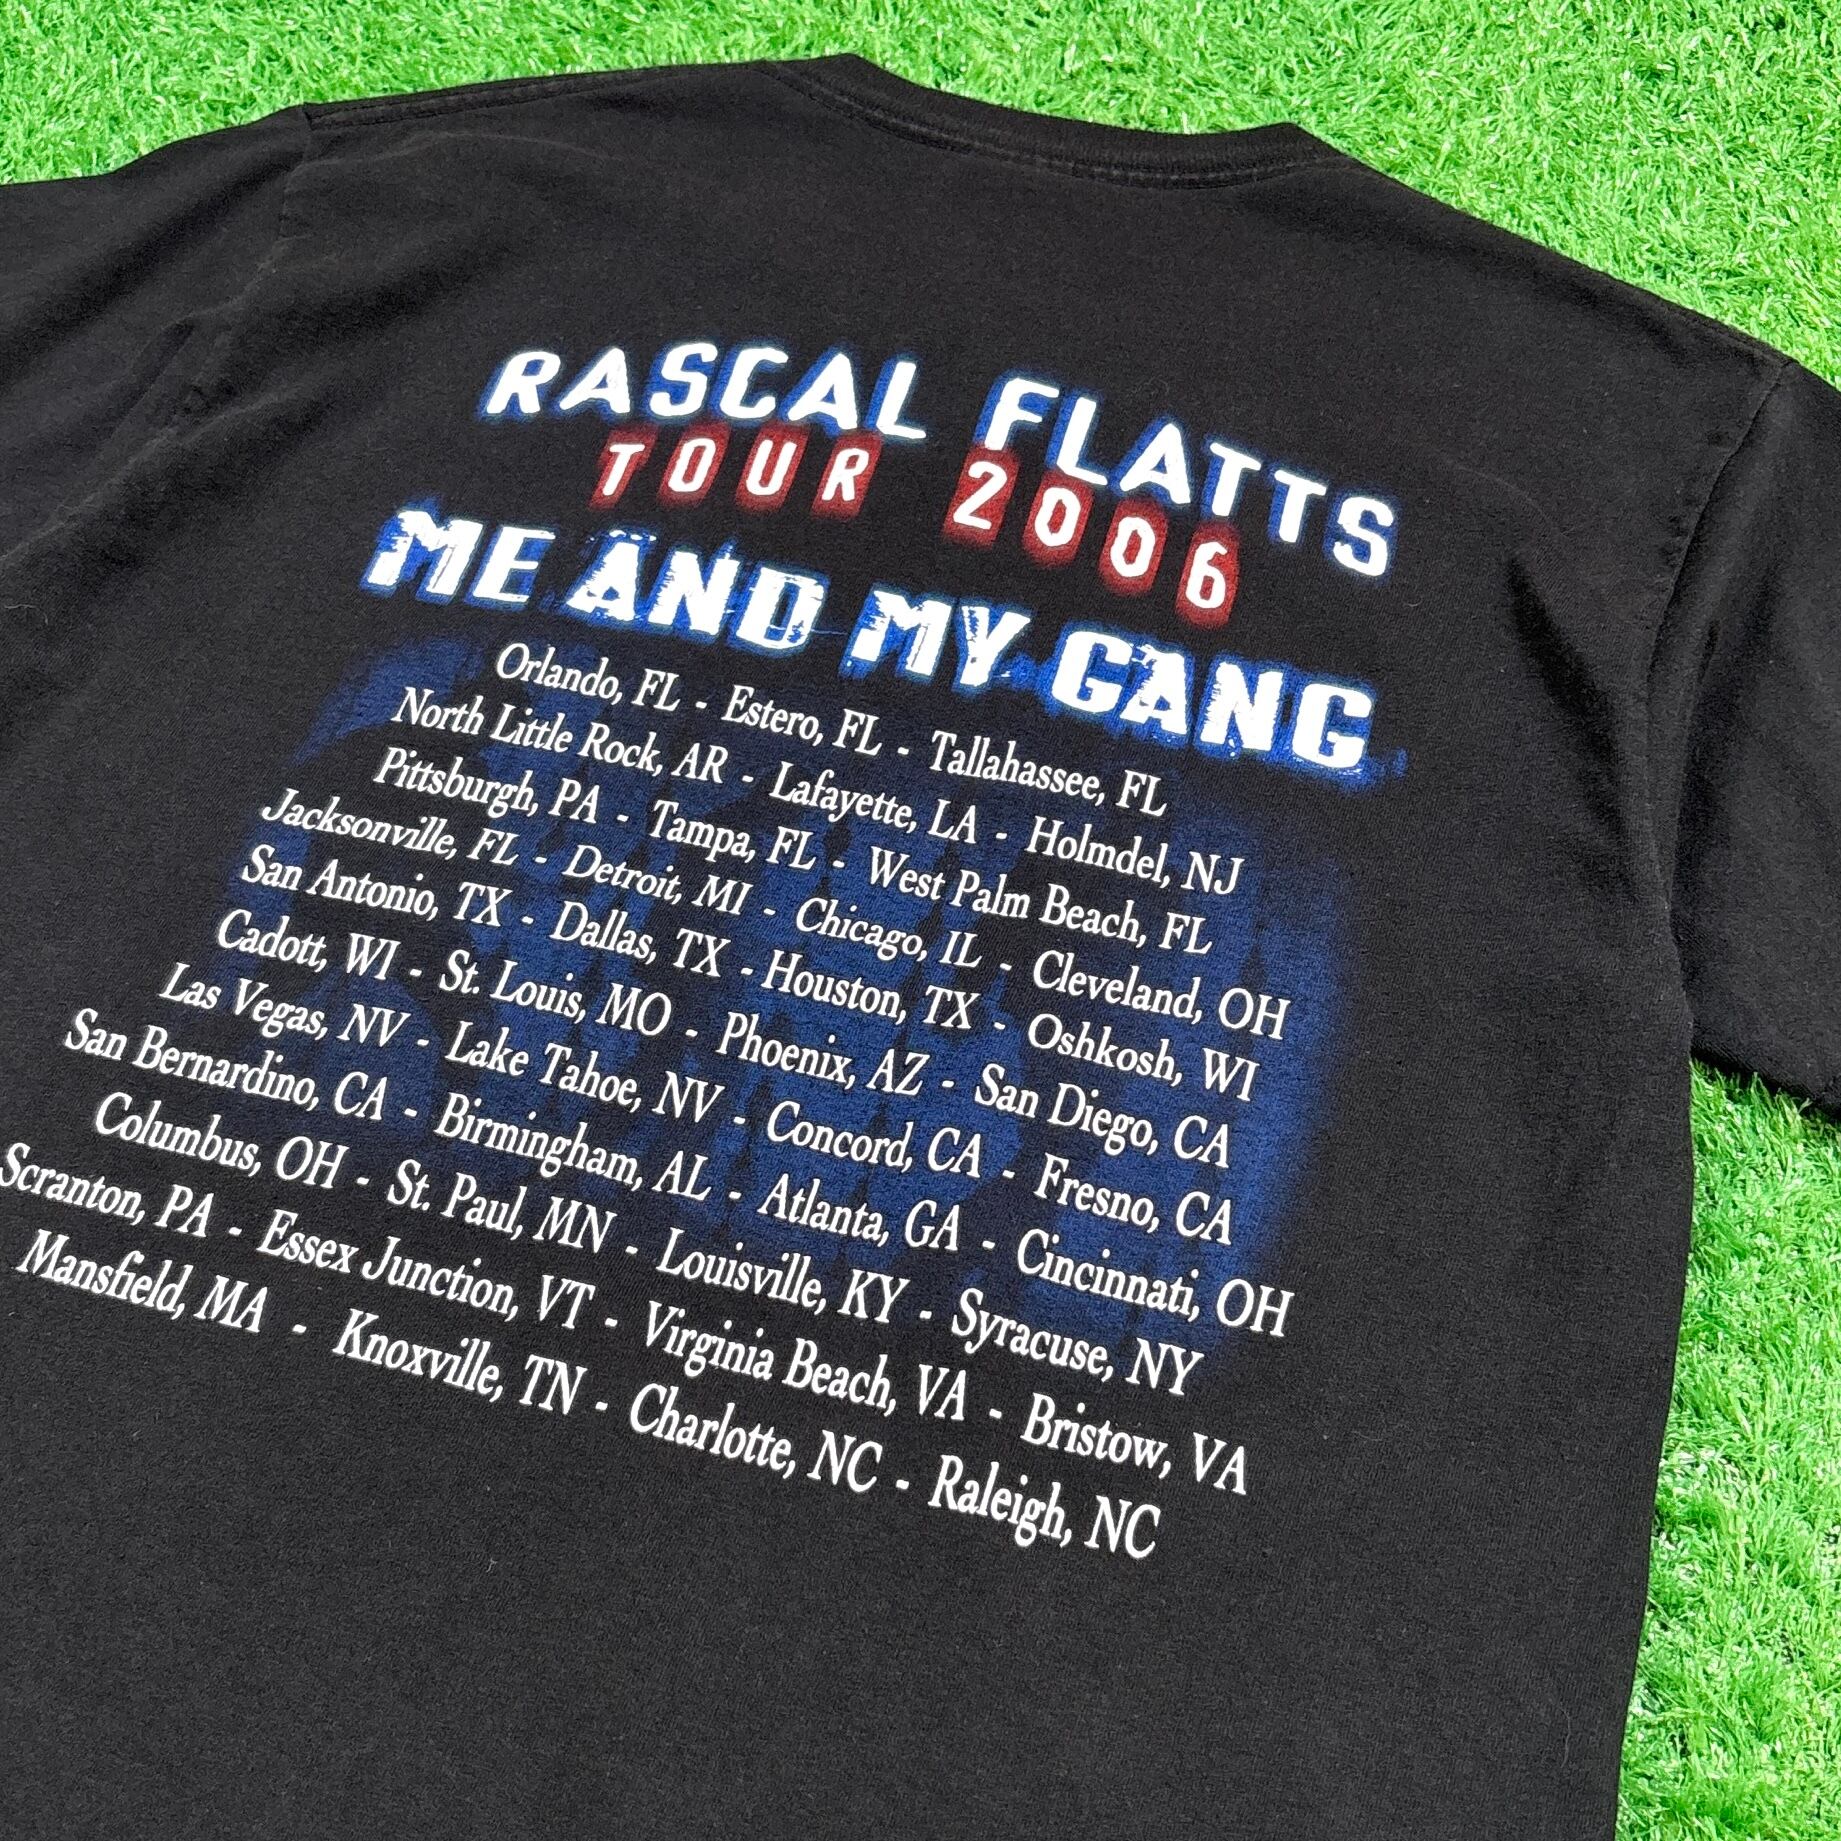 RASCAL FLATTS
TOUR 2006
ME AND MY GANG
Orlando, FL - Estero, FL - Tallahassee, FL
North Little Rock, AR - Lafayette, LA - Holmdel, NJ
Pittsburgh, PA - Tampa, FL - West Palm Beach, FL
Jacksonville, FL - Detroit, MI - Chicago, IL - Cleveland, OH
San Antonio, TX - Dallas, TX - Houston, TX - Oshkosh, WI
Cadott, WI - St. Louis, MO - Phoenix, AZ - San Diego, CA
Las Vegas, NV - Lake Tahoe, NV - Concord, CA - Fresno, CA
San Bernardino, CA - Birmingham, AL - Atlanta, GA - Cincinnati, OH
Columbus, OH - St. Paul, MN - Louisville, KY - Syracuse, NY
Scranton, PA - Essex Junction, VT - Virginia Beach, VA - Bristow, VA
Mansfield, MA - Knoxville, TN - Charlotte, NC - Raleigh, NC